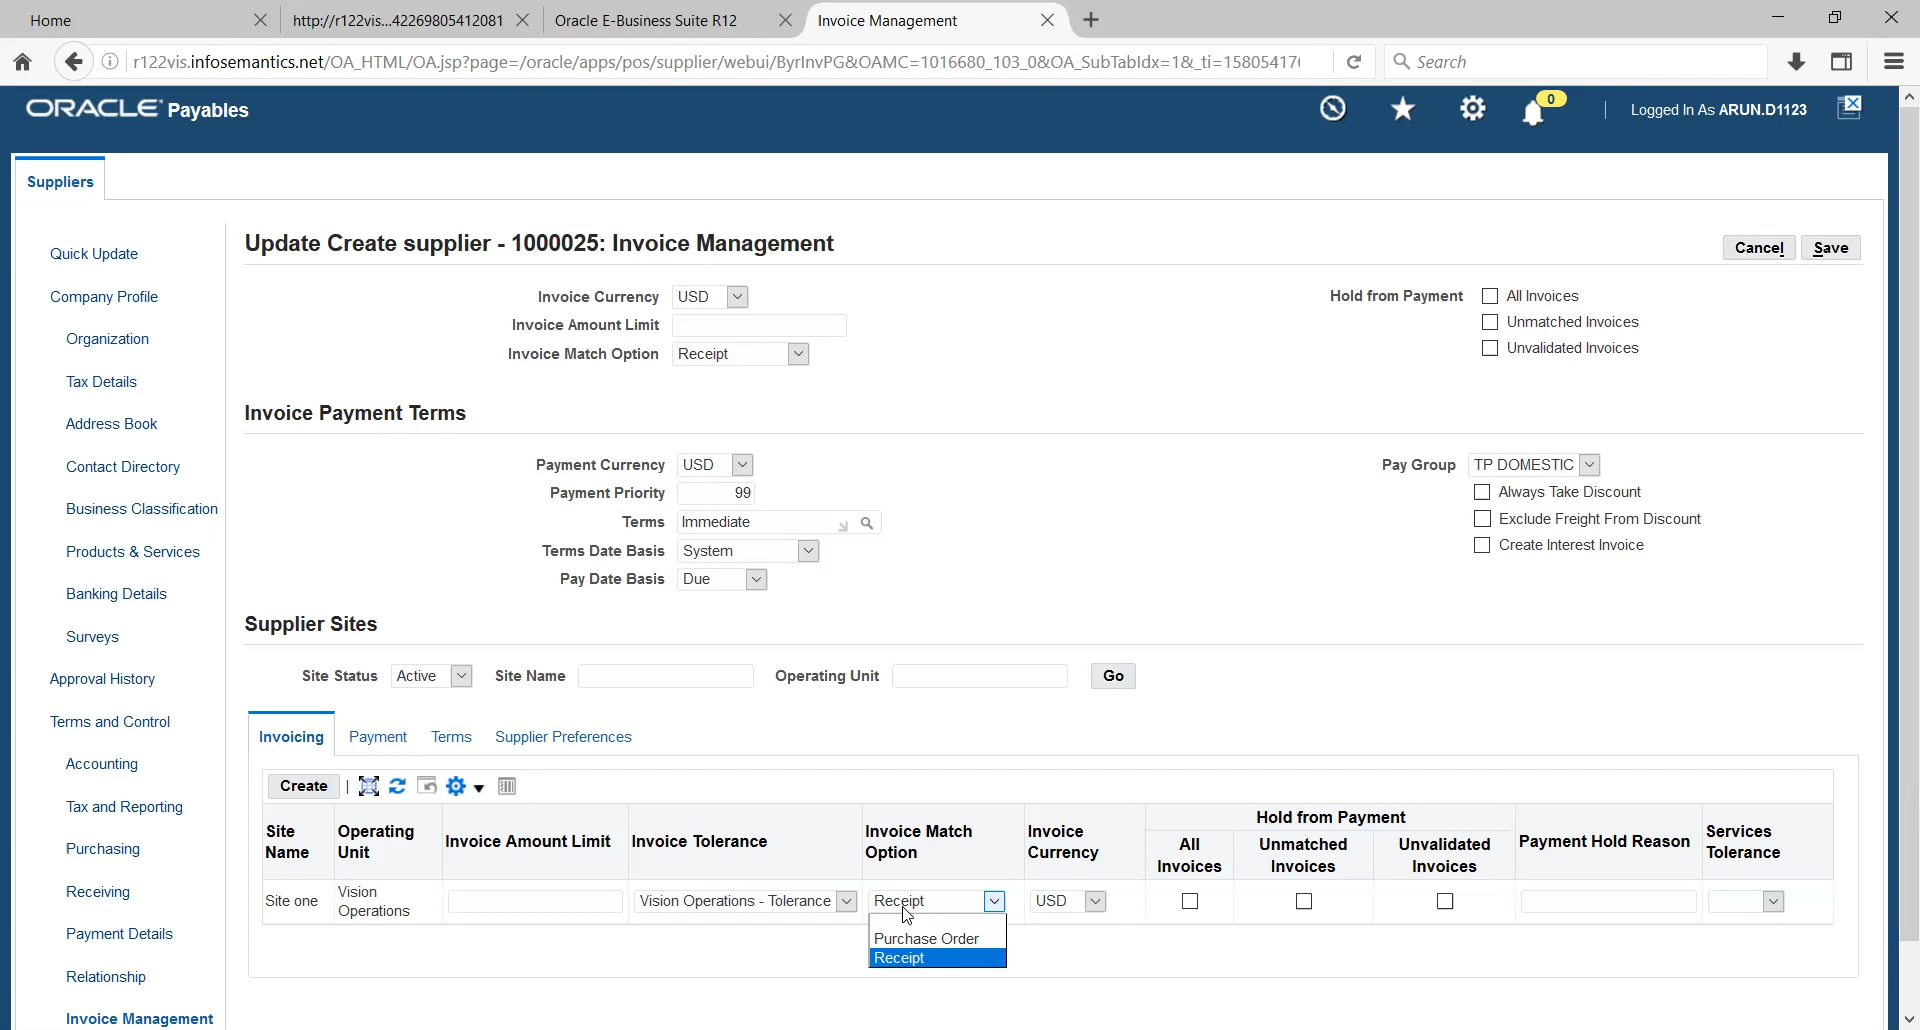 Home
http://r122vis...42269805412081
Oracle E-Business Suite R12
Invoice Management
r122vis.infosemantics.net/OA_HTML/OA.jsp?page=/oracle/apps/pos/supplier/webui/ByrInvPG&OAMC=1016680_103_0&OA_SubTabIdx=1&_ti=15805417(
Search
ORACLE Payables
0
Logged In As ARUN.D1123
Suppliers
Quick Update
Company Profile
Organization
Tax Details
Address Book
Contact Directory
Business Classification
Products & Services
Banking Details
Surveys
Approval History
Terms and Control
Accounting
Tax and Reporting
Purchasing
Receiving
Payment Details
Relationship
Invoice Management
Update Create supplier - 1000025: Invoice Management
Cancel
Save
Invoice Currency USD
Invoice Amount Limit
Invoice Match Option Receipt
Hold from Payment
All Invoices
Unmatched Invoices
Unvalidated Invoices
Invoice Payment Terms
Payment Currency USD
Payment Priority 99
Terms Immediate
Terms Date Basis System
Pay Date Basis Due
Pay Group TP DOMESTIC
Always Take Discount
Exclude Freight From Discount
Create Interest Invoice
Supplier Sites
Site Status Active Site Name Operating Unit Go
Invoicing Payment Terms Supplier Preferences
Create
Site Name
Operating Unit
Invoice Amount Limit
Invoice Tolerance
Invoice Match Option
Invoice Currency
Hold from Payment
All Invoices
Unmatched Invoices
Unvalidated Invoices
Payment Hold Reason
Services Tolerance
Site one
Vision Operations
Vision Operations - Tolerance
Receipt
USD
Purchase Order
Receipt